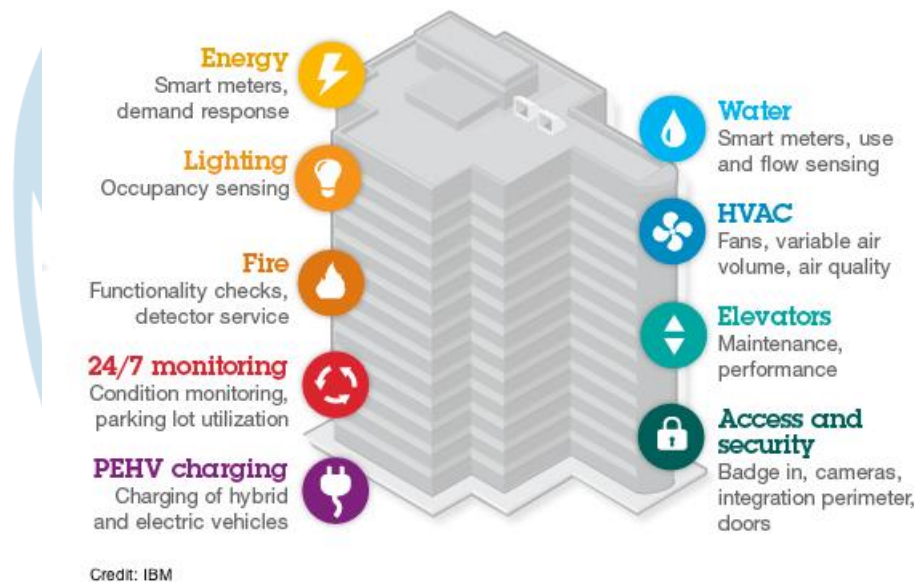 Energy
Smart meters,
demand response
Lighting
Occupancy sensing
Fire
Functionality checks,
detector service
24/7 monitoring
Condition monitoring,
parking lot utilization
PEHV charging
Charging of hybrid
and electric vehicles
Water
Smart meters, use
and flow sensing
HVAC
Fans, variable air
volume, air quality
Elevators
Maintenance,
performance
Access and
security
Badge in, cameras,
integration perimeter,
doors
Credit: IBM